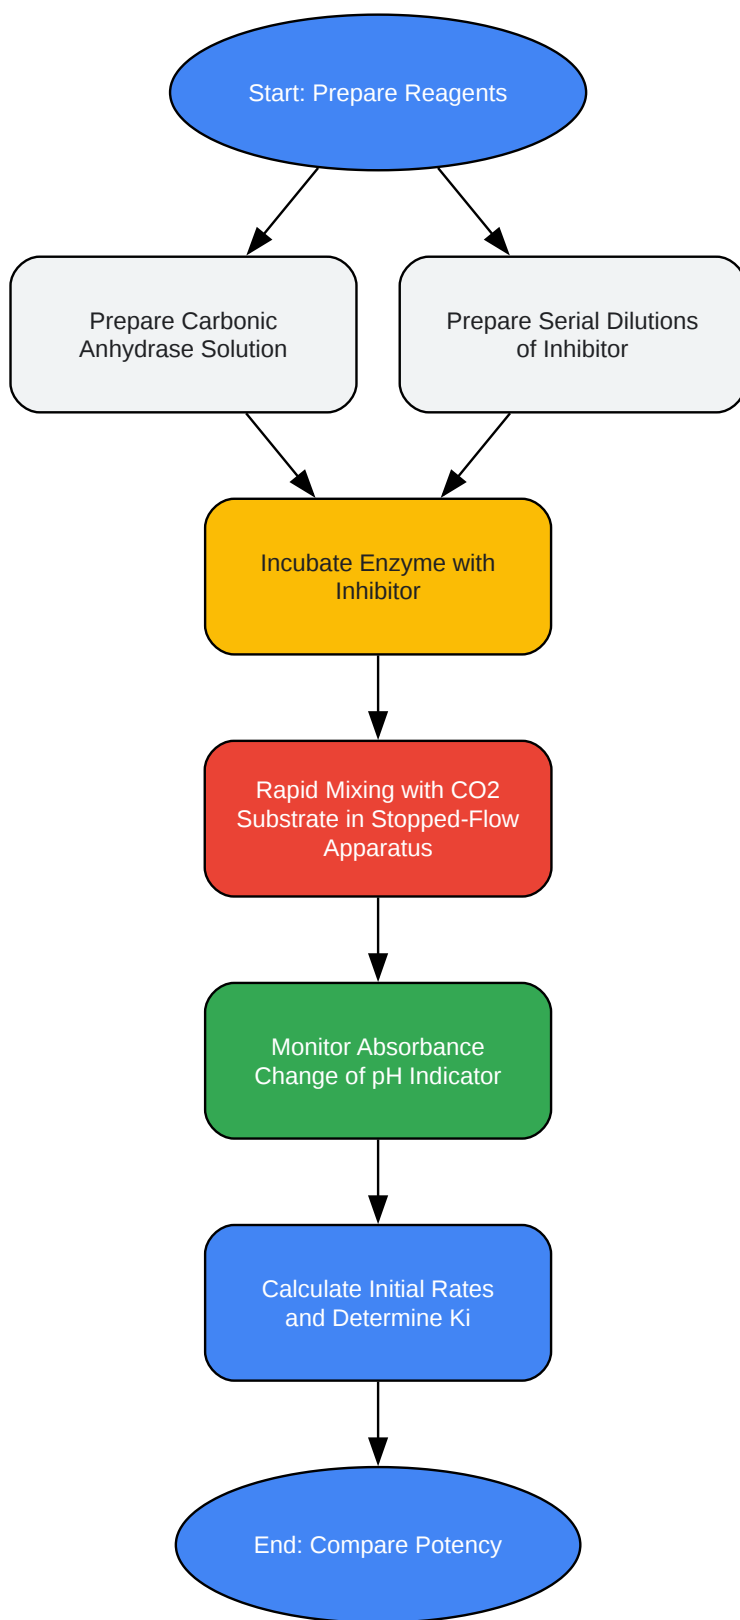 Start: Prepare Reagents
Prepare Carbonic
Anhydrase Solution
Prepare Serial Dilutions
of Inhibitor
Incubate Enzyme with
Inhibitor
Rapid Mixing with CO2
Substrate in Stopped-Flow
Apparatus
Monitor Absorbance
Change of pH Indicator
Calculate Initial Rates
and Determine Ki
End: Compare Potency